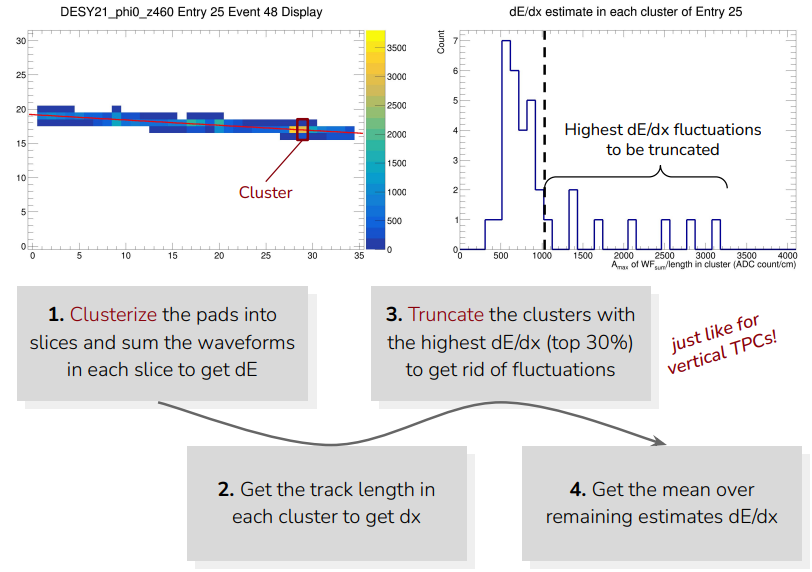 DESY21_phi0_z460 Entry 25 Event 48 Display
30
25
20
15
10
5
0
0 5 10 15 20 25 30 35
3500
3000
2500
2000
1500
1000
500
0
Cluster
dE/dx estimate in each cluster of Entry 25
Count
7
6
5
4
3
2
1
0
0 500 1000 1500 2000 2500 3000 3500 4000
Highest dE/dx fluctuations
to be truncated
Amax of WFsum/length in cluster (ADC count/cm)
1. Clusterize the pads into
slices and sum the waveforms
in each slice to get dE
3. Truncate the clusters with
the highest dE/dx (top 30%)
to get rid of fluctuations
just like for
vertical TPCs!
2. Get the track length in
each cluster to get dx
4. Get the mean over
remaining estimates dE/dx